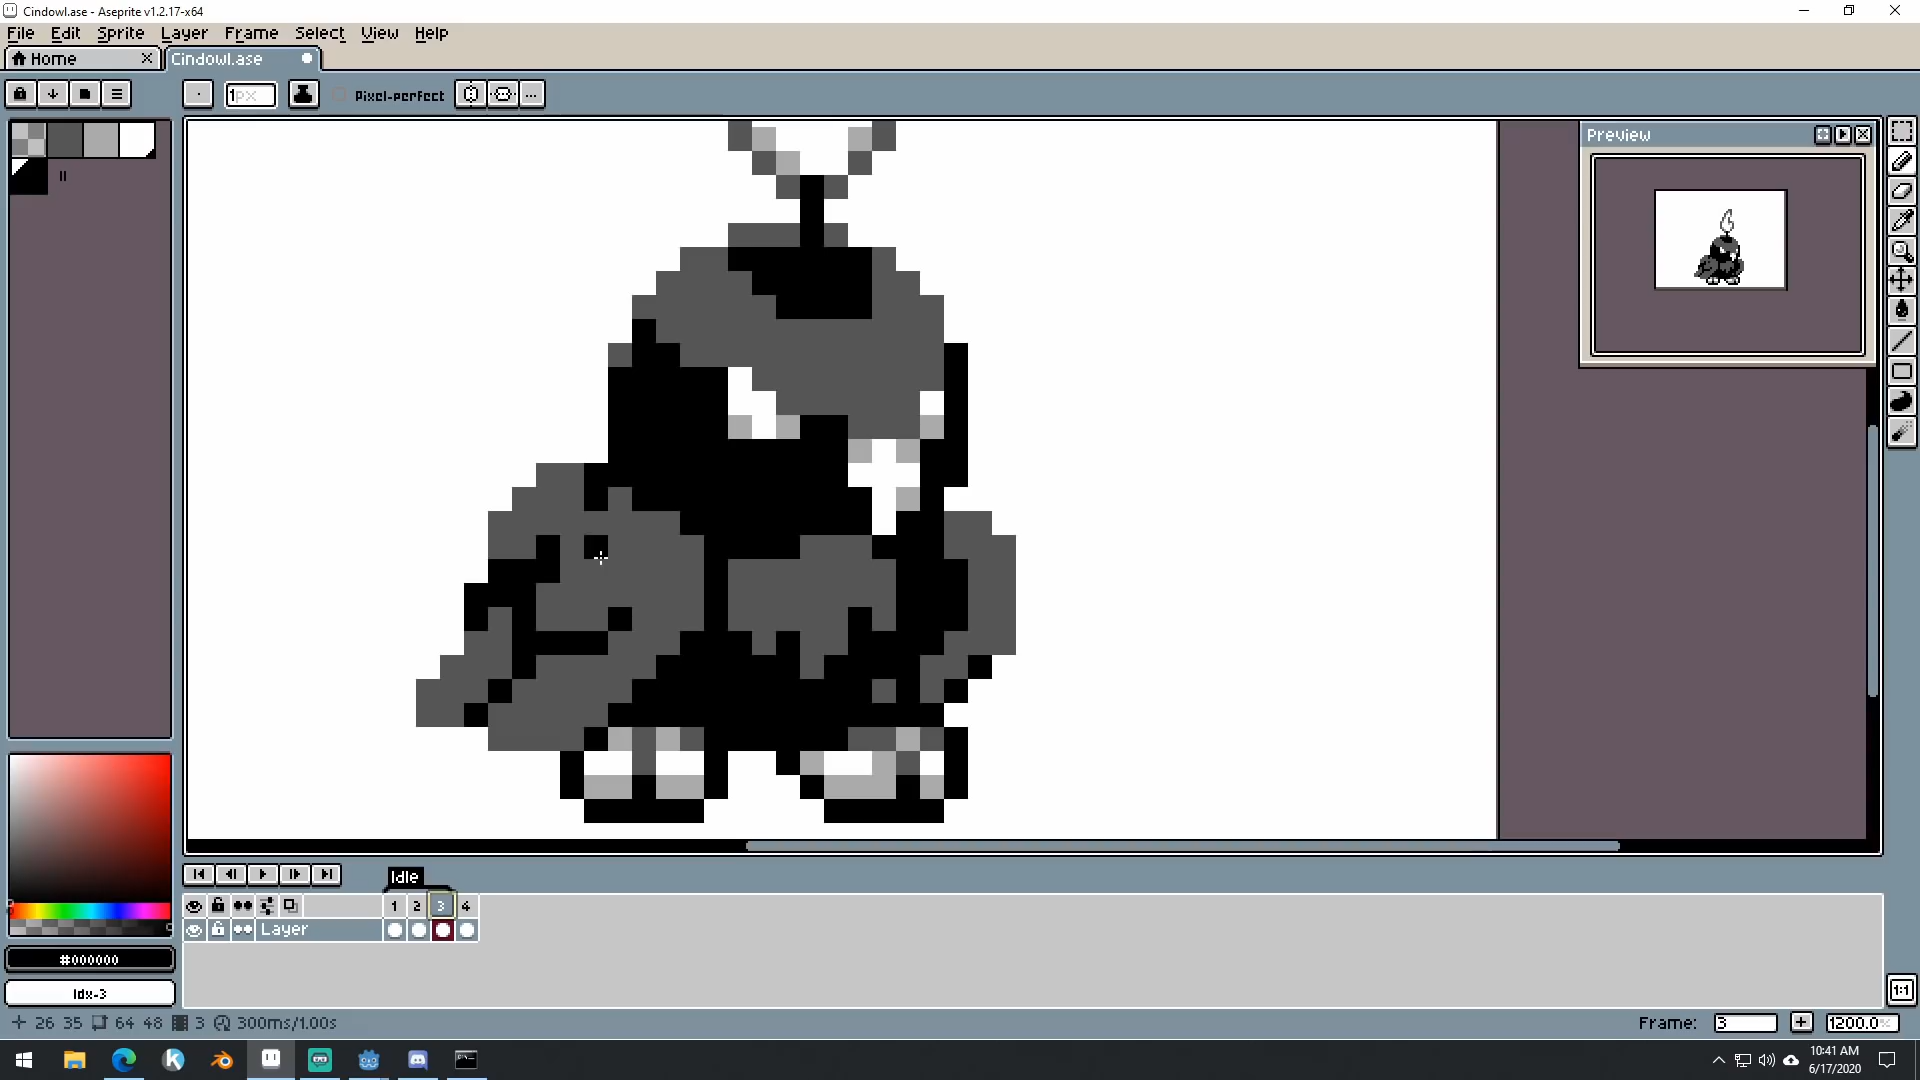 Cindowl.ase - Aseprite v1.2.17-x64
File Edit Sprite Layer Frame Select View Help
Home Cindowl.ase
1px Pixel-perfect
Preview
Idle
1 2 3 4
Layer
#000000
Idx-3
26 35 64 48 3 300ms/1.00s
Frame: 3 1200.0%
1:1
10:41 AM
6/17/2020